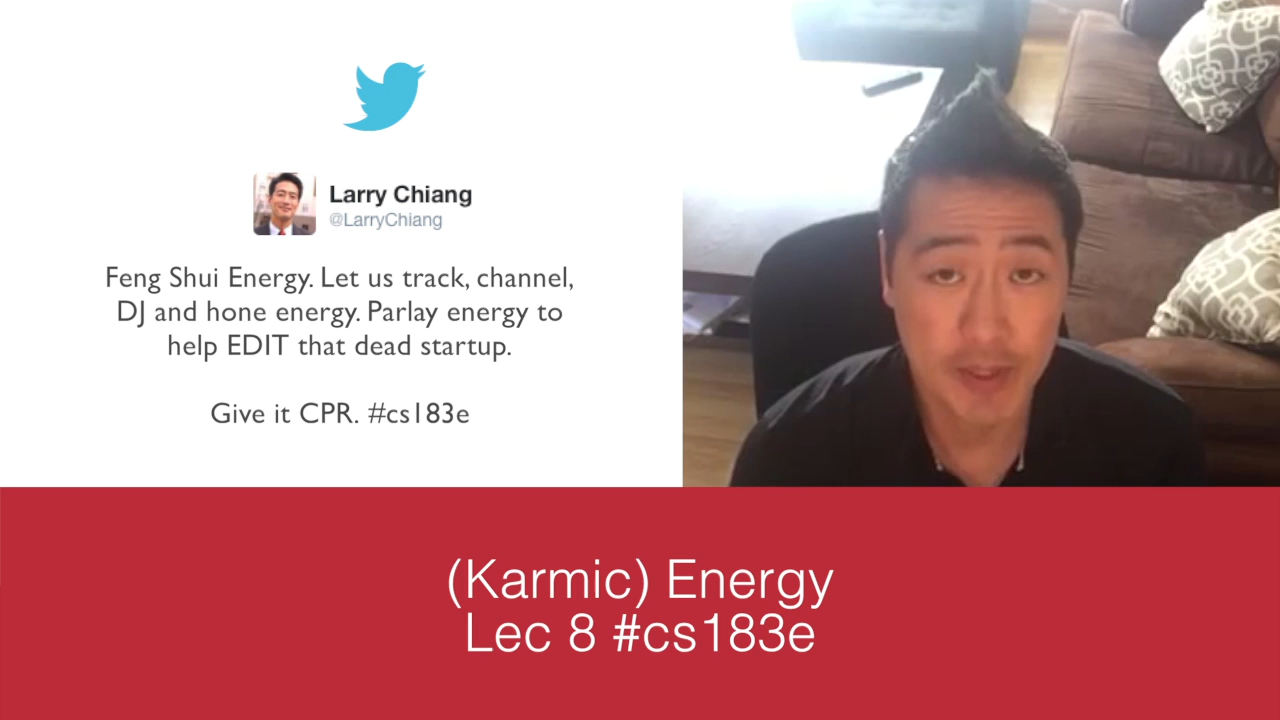 Larry Chiang
@LarryChiang
Feng Shui Energy. Let us track, channel,
DJ and hone energy. Parlay energy to
help EDIT that dead startup.
Give it CPR. #cs183e
(Karmic) Energy
Lec 8 #cs183e